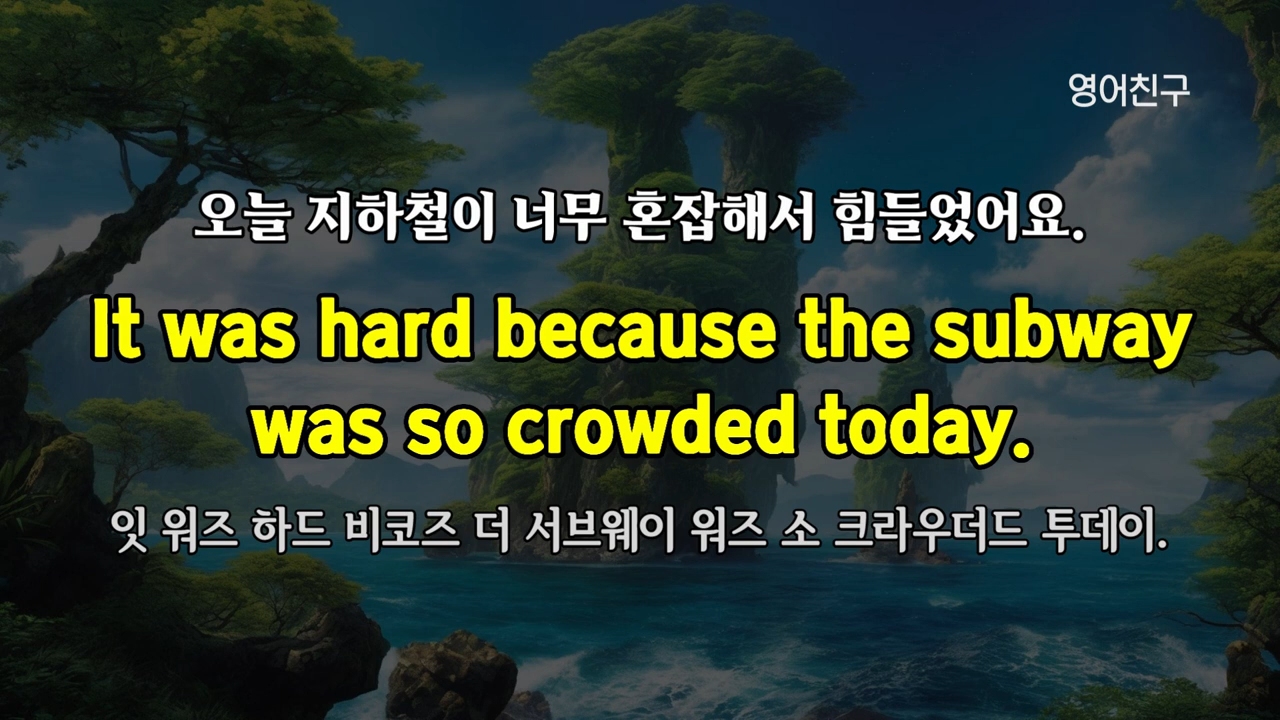 영어친구
오늘 지하철이 너무 혼잡해서 힘들었어요.
It was hard because the subway
was so crowded today.
잇 워즈 하드 비코즈 더 서브웨이 워즈 소 크라우더드 투데이.